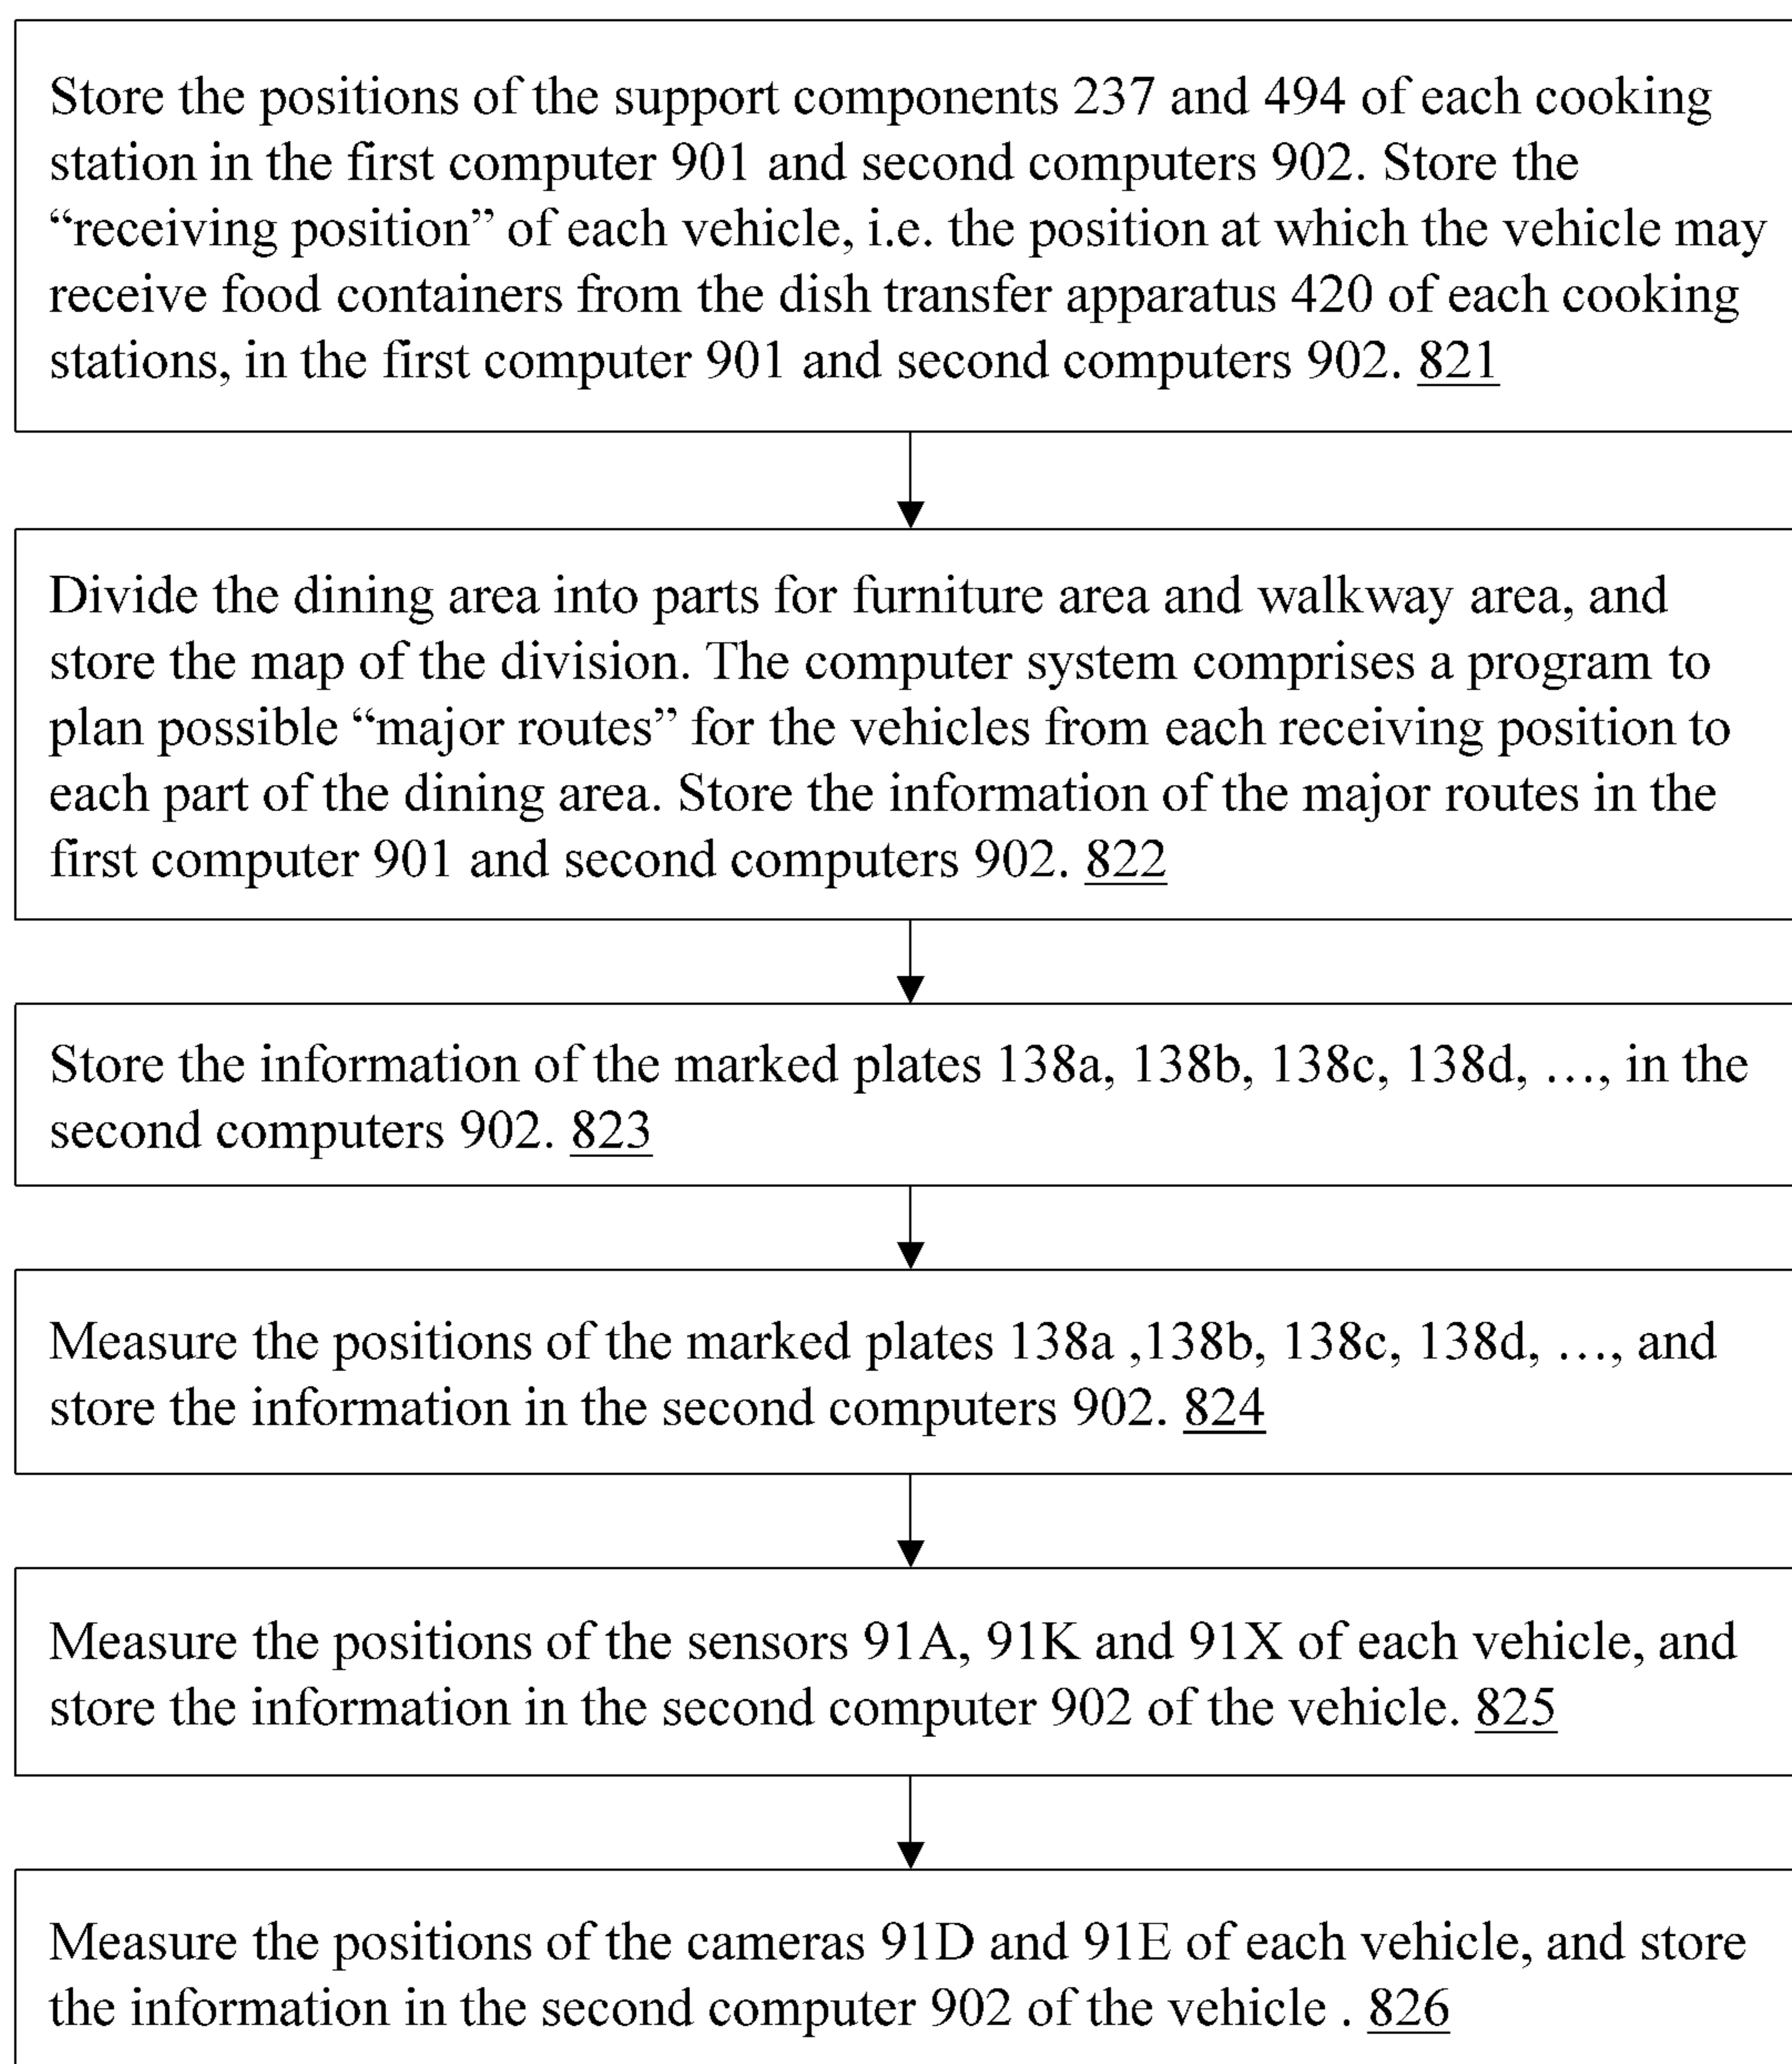 Store the positions of the support components 237 and 494 of each cooking
station in the first computer 901 and second computers 902. Store the
“receiving position” of each vehicle, i.e. the position at which the vehicle may
receive food containers from the dish transfer apparatus 420 of each cooking
stations, in the first computer 901 and second computers 902. 821
Divide the dining area into parts for furniture area and walkway area, and
store the map of the division. The computer system comprises a program to
plan possible “major routes” for the vehicles from each receiving position to
each part of the dining area. Store the information of the major routes in the
first computer 901 and second computers 902. 822
Store the information of the marked plates 138a, 138b, 138c, 138d, …, in the
second computers 902. 823
Measure the positions of the marked plates 138a ,138b, 138c, 138d, …, and
store the information in the second computers 902. 824
Measure the positions of the sensors 91A, 91K and 91X of each vehicle, and
store the information in the second computer 902 of the vehicle. 825
Measure the positions of the cameras 91D and 91E of each vehicle, and store
the information in the second computer 902 of the vehicle . 826